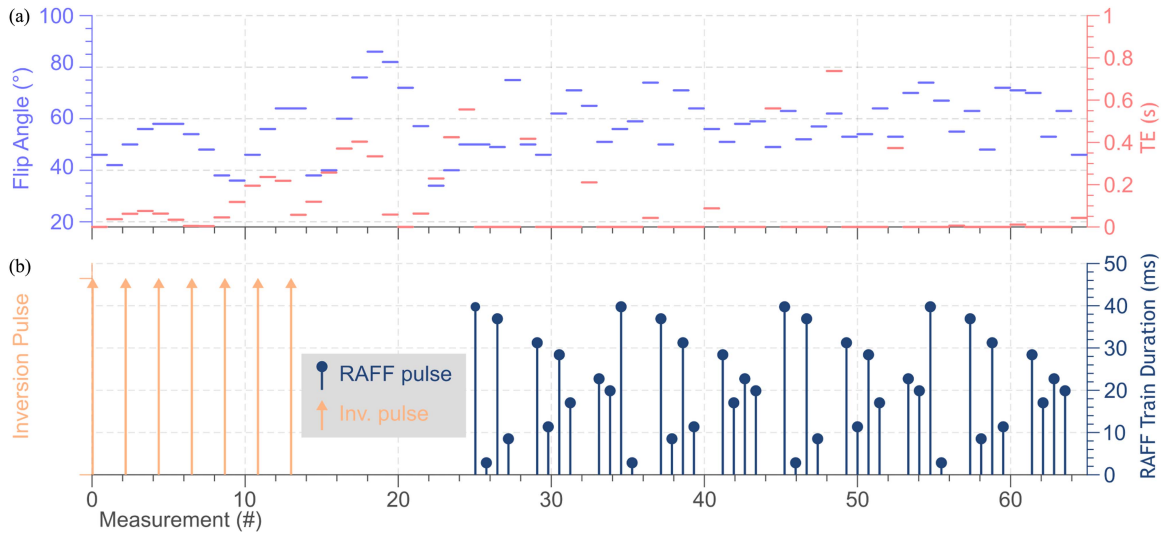 (a)
100
80
60
40
20
Flip Angle (°)
1
0.8
0.6
0.4
0.2
0
TE (s)
(b)
Inversion Pulse
RAFF pulse
Inv. pulse
50
40
30
20
10
0
RAFF Train Duration (ms)
0 10 20 30 40 50 60
Measurement (#)